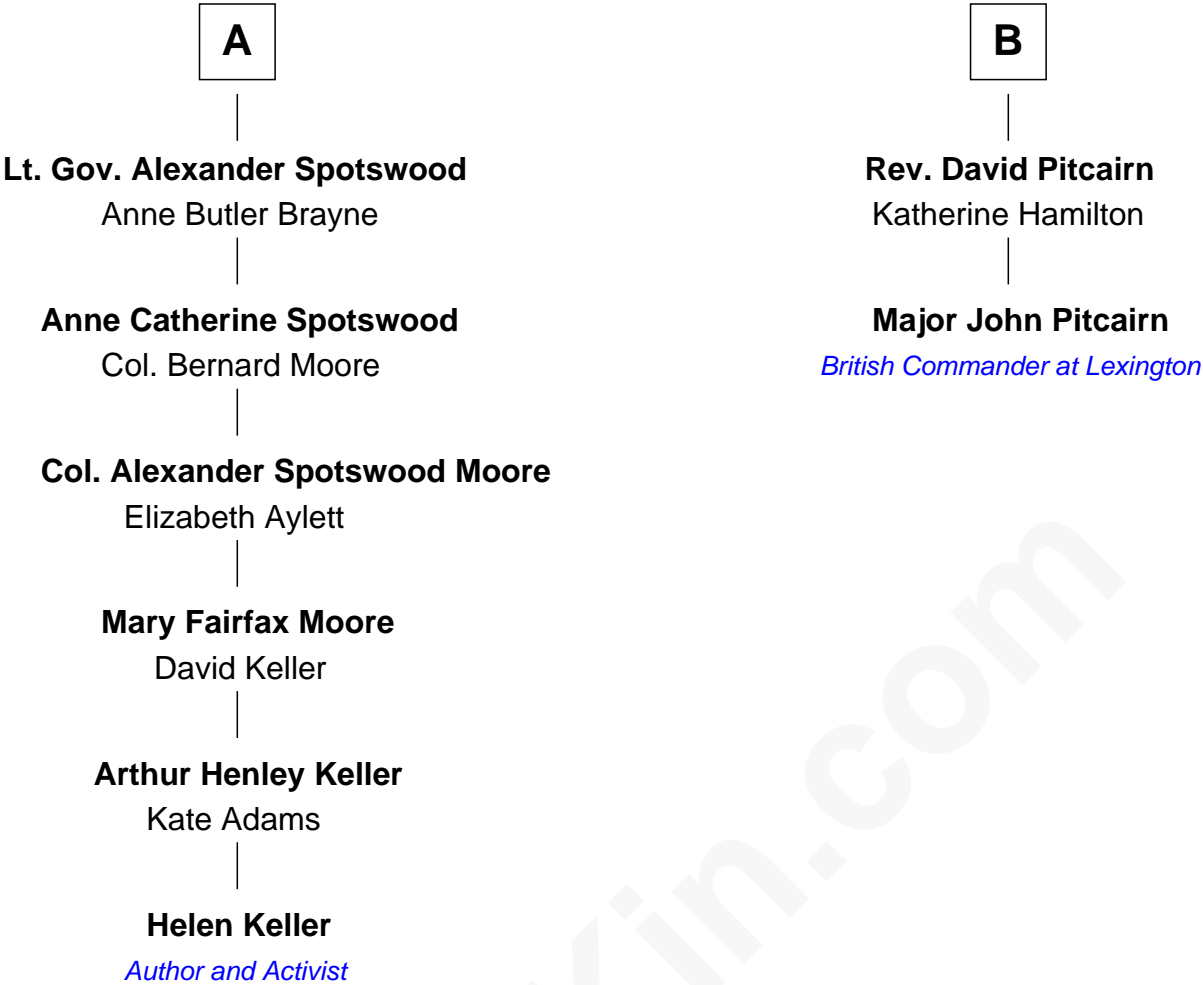 A
Lt. Gov. Alexander Spotswood
Anne Butler Brayne
Anne Catherine Spotswood
Col. Bernard Moore
Col. Alexander Spotswood Moore
Elizabeth Aylett
Mary Fairfax Moore
David Keller
Arthur Henley Keller
Kate Adams
Helen Keller
Author and Activist
B
Rev. David Pitcairn
Katherine Hamilton
Major John Pitcairn
British Commander at Lexington
Kin.com